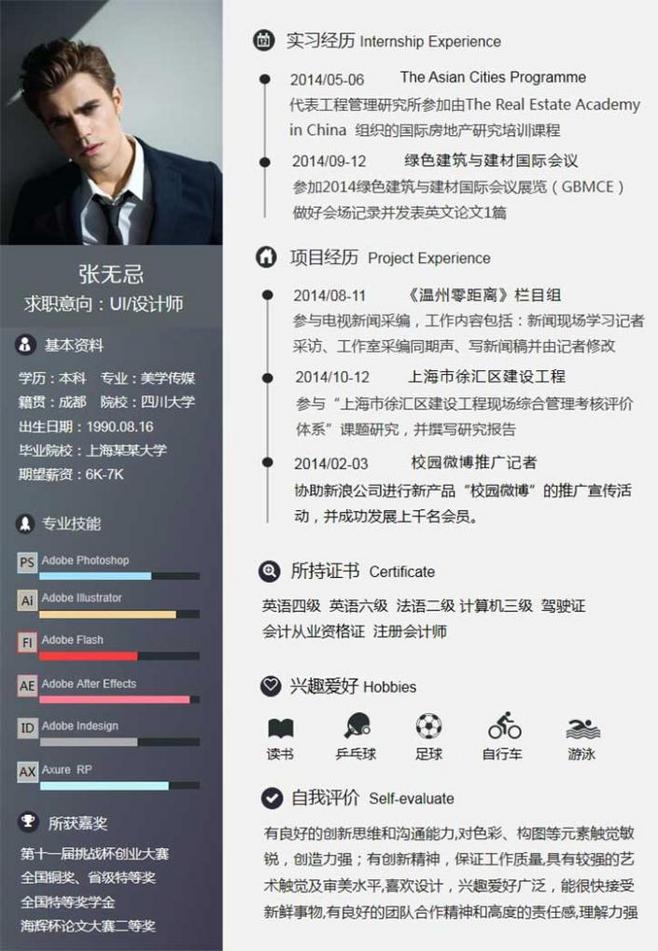 张无忌
求职意向：UI/设计师
基本资料
学历：本科 专业：美学传媒
籍贯：成都 院校：四川大学
出生日期：1990.08.16
毕业院校：上海某某大学
期望薪资：6K-7K
专业技能
PS Adobe Photoshop
Ai Adobe Illustrator
Fl Adobe Flash
AE Adobe After Effects
ID Adobe Indesign
AX Axure RP
所获嘉奖
第十一届挑战杯创业大赛
全国铜奖、省级特等奖
全国特等奖学金
海辉杯论文大赛二等奖
实习经历 Internship Experience
2014/05-06 The Asian Cities Programme
代表工程管理研究所参加由The Real Estate Academy
in China 组织的国际房地产研究培训课程
2014/09-12 绿色建筑与建材国际会议
参加2014绿色建筑与建材国际会议展览（GBMCE）
做好会场记录并发表英文论文1篇
项目经历 Project Experience
2014/08-11 《温州零距离》栏目组
参与电视新闻采编，工作内容包括：新闻现场学习记者
采访、工作室采编同期声、写新闻稿并由记者修改
2014/10-12 上海市徐汇区建设工程
参与“上海市徐汇区建设工程现场综合管理考核评价
体系”课题研究，并撰写研究报告
2014/02-03 校园微博推广记者
协助新浪公司进行新产品“校园微博”的推广宣传活
动，并成功发展上千名会员。
所持证书 Certificate
英语四级 英语六级 法语二级 计算机三级 驾驶证
会计从业资格证 注册会计师
兴趣爱好 Hobbies
读书 乒乓球 足球 自行车 游泳
自我评价 Self-evaluate
有良好的创新思维和沟通能力,对色彩、构图等元素触觉敏
锐，创造力强；有创新精神，保证工作质量,具有较强的艺
术触觉及审美水平,喜欢设计，兴趣爱好广泛，能很快接受
新鲜事物,有良好的团队合作精神和高度的责任感,理解力强